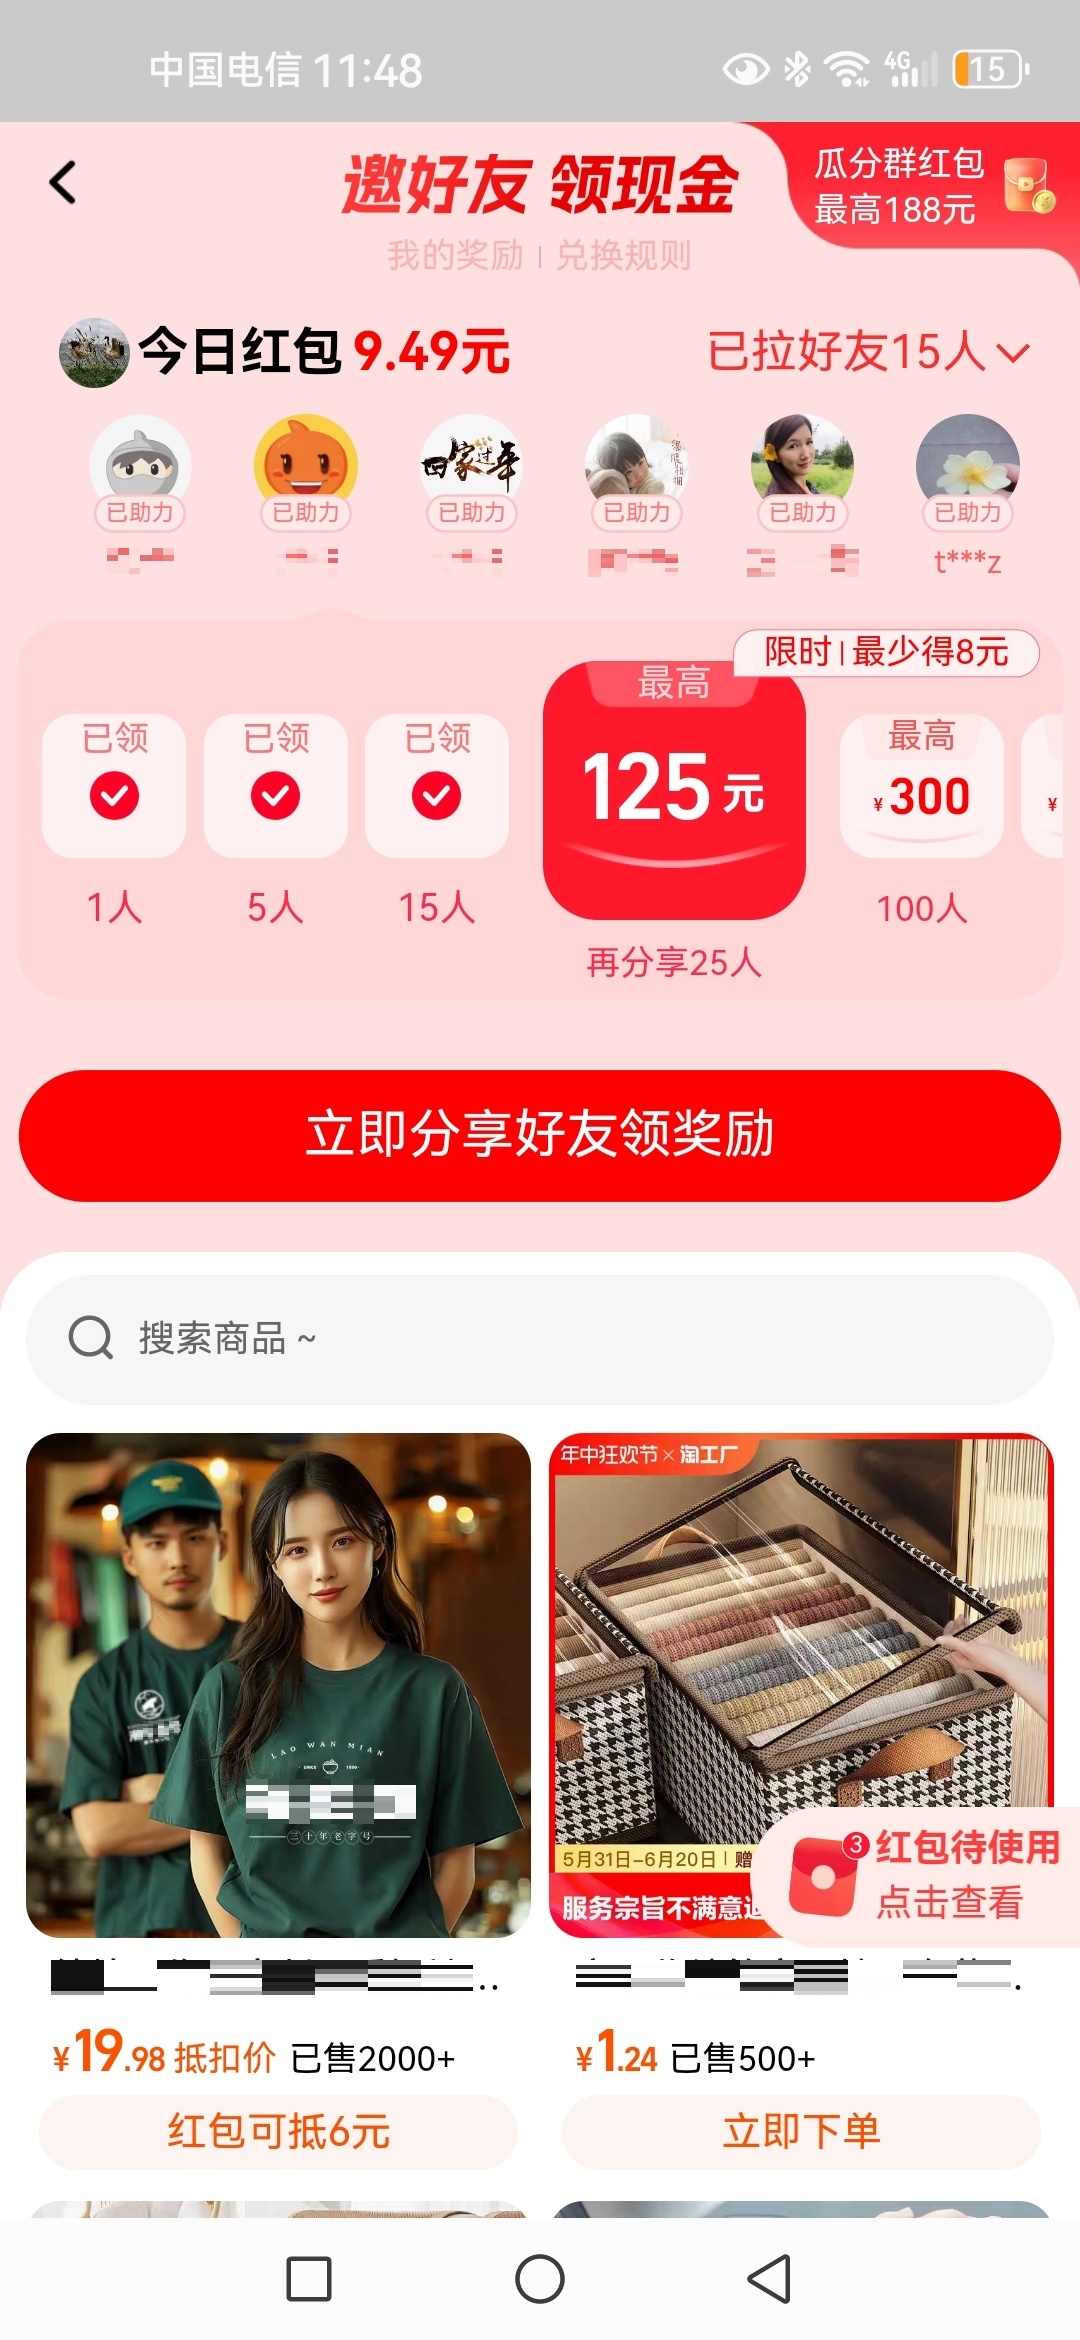 中国电信 11:48
4G
15
邀好友 领现金
瓜分群红包
最高188元
我的奖励 | 兑换规则
今日红包 9.49元
已拉好友15人
回家过年
已助力
已助力
已助力
已助力
已助力
已助力
t***z
限时 | 最少得8元
已领
已领
已领
最高
125元
最高
¥300
¥
1人
5人
15人
再分享25人
100人
立即分享好友领奖励
搜索商品 ~
年中狂欢节×淘工厂
LAO WAN MIAN
三十年老字号
5月31日-6月20日 | 赠
服务宗旨不满意
3
红包待使用
点击查看
¥19.98 抵扣价 已售2000+
红包可抵6元
¥1.24 已售500+
立即下单